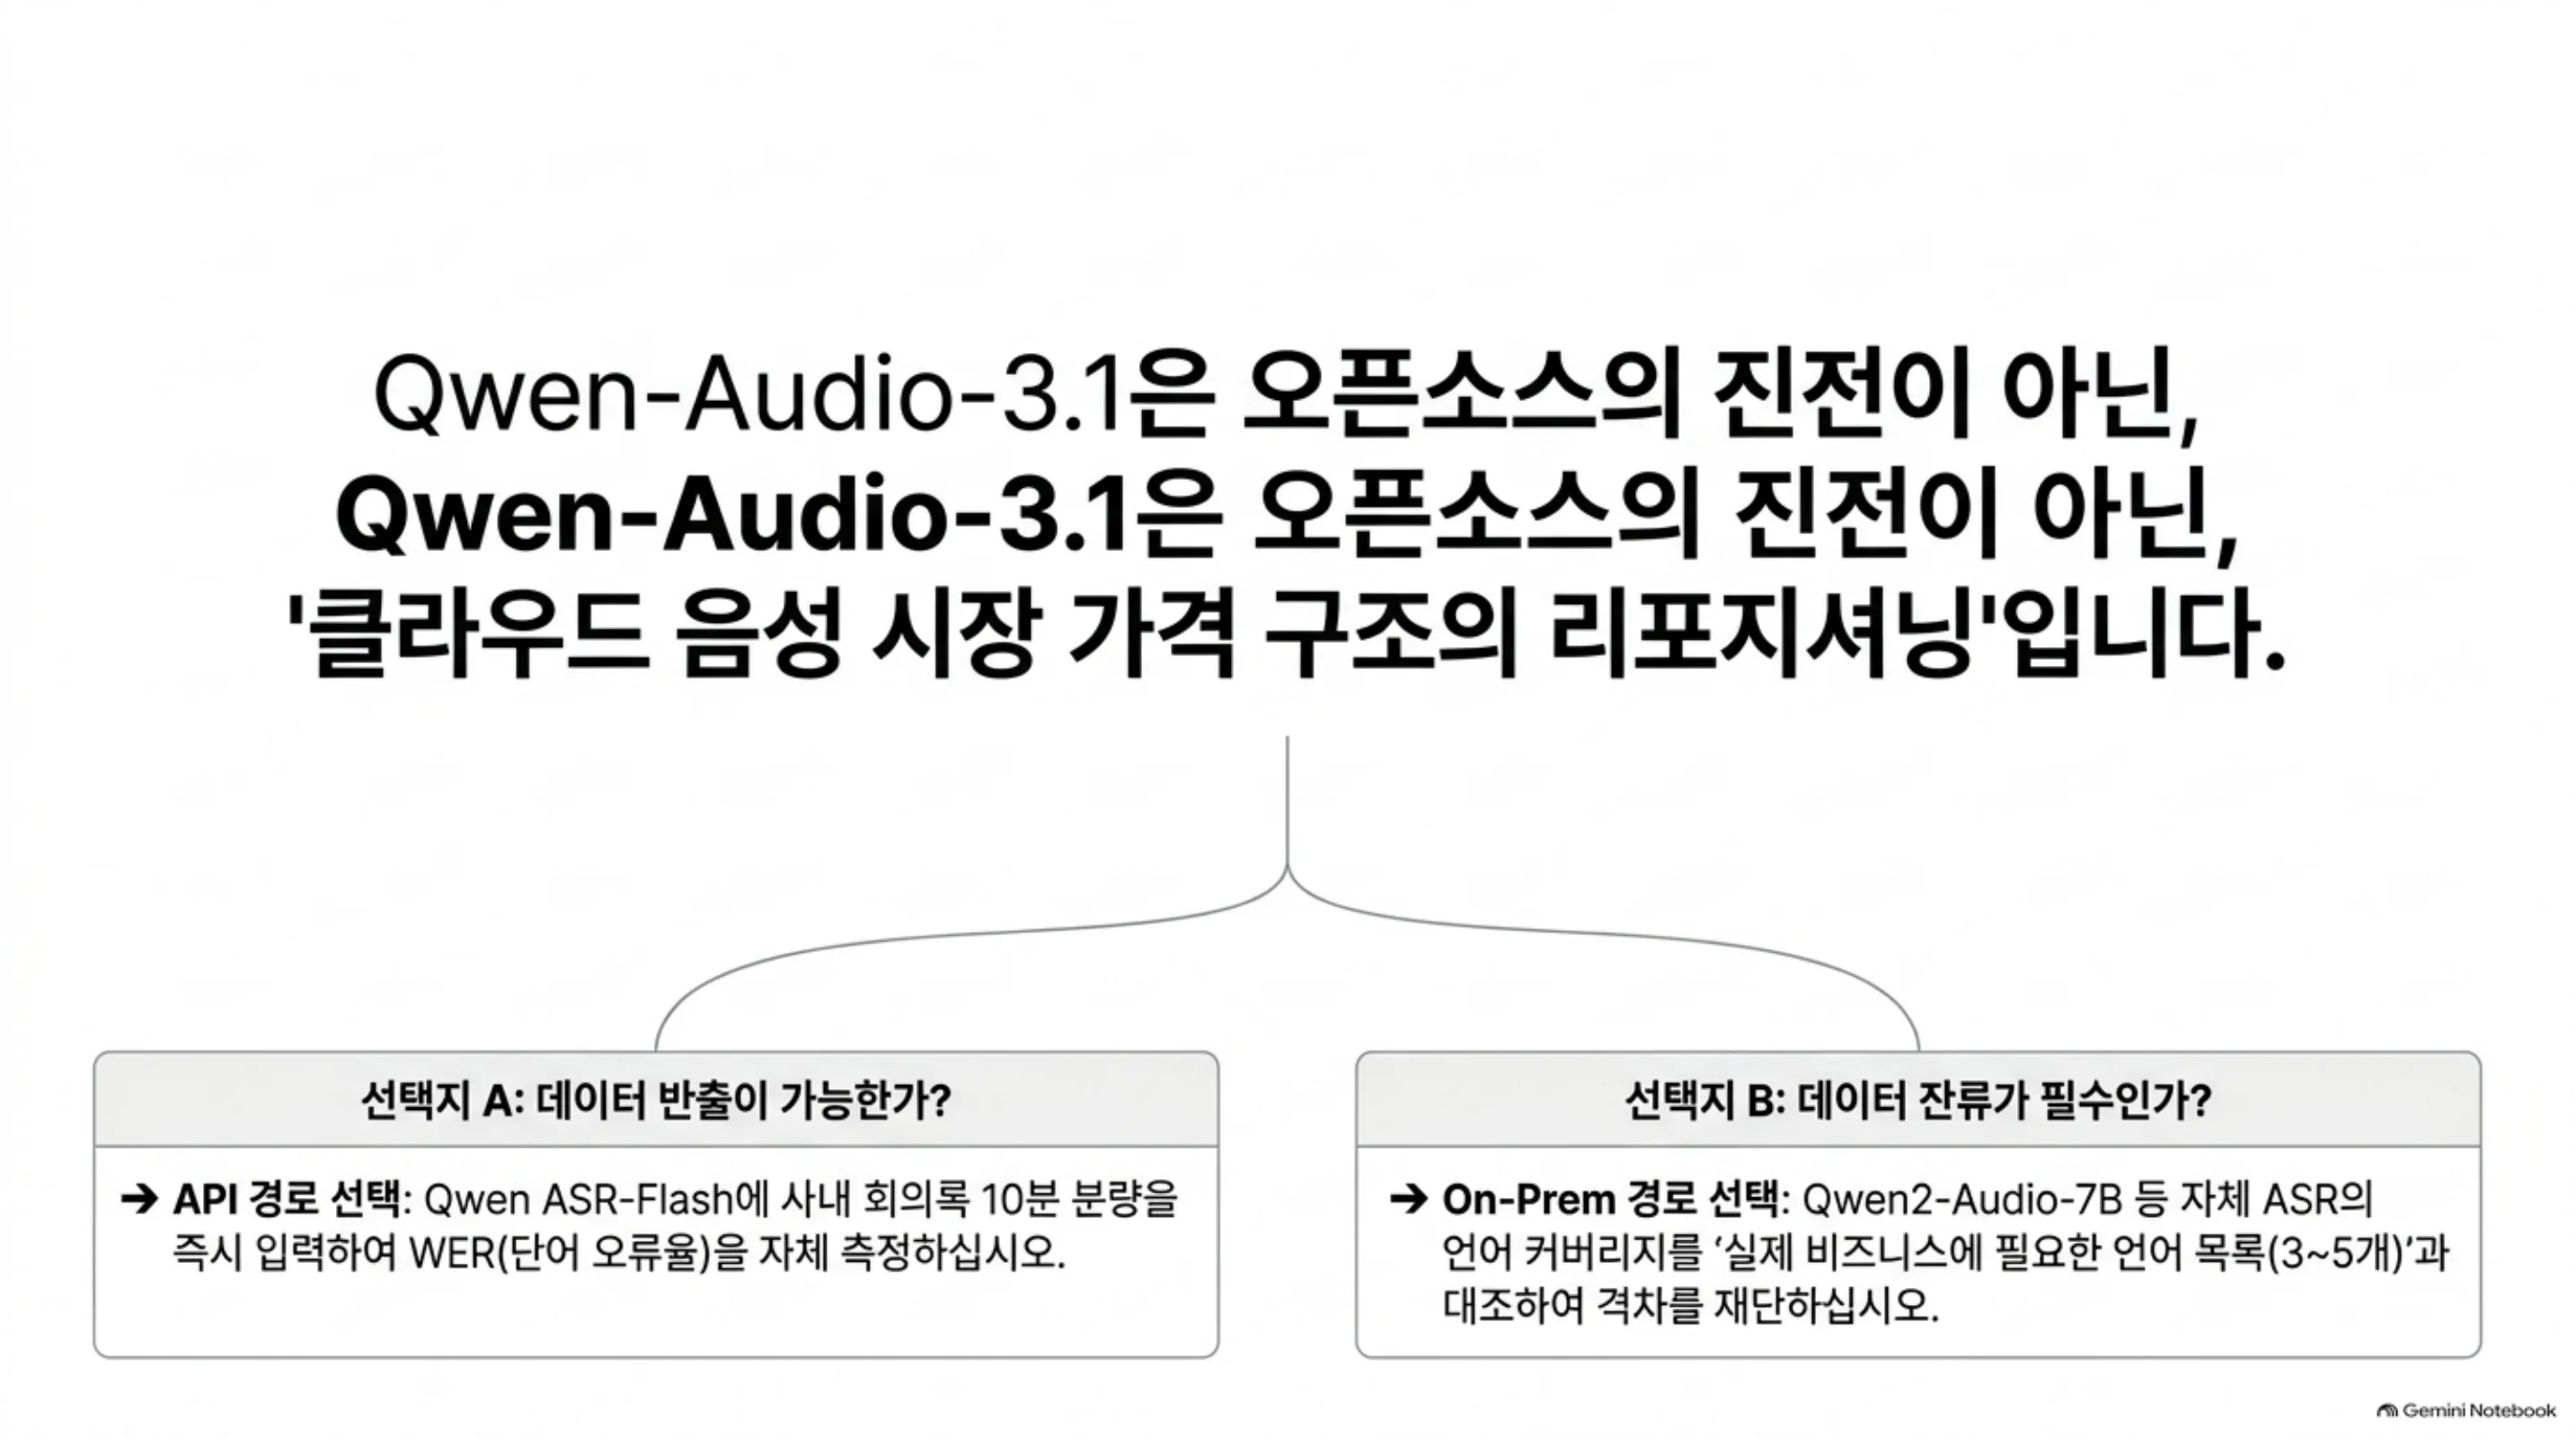 Qwen-Audio-3.1은 오픈소스의 진전이 아닌,
Qwen-Audio-3.1은 오픈소스의 진전이 아닌,
'클라우드 음성 시장 가격 구조의 리포지셔닝'입니다.
선택지 A: 데이터 반출이 가능한가?
➔ API 경로 선택: Qwen ASR-Flash에 사내 회의록 10분 분량을
즉시 입력하여 WER(단어 오류율)을 자체 측정하십시오.
선택지 B: 데이터 잔류가 필수인가?
➔ On-Prem 경로 선택: Qwen2-Audio-7B 등 자체 ASR의
언어 커버리지를 ‘실제 비즈니스에 필요한 언어 목록(3~5개)’과
대조하여 격차를 재단하십시오.
Gemini Notebook